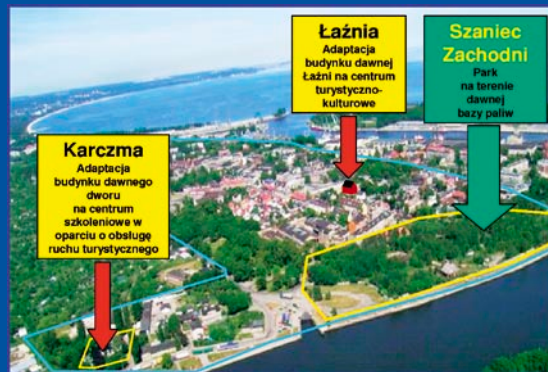 Łaźnia
Adaptacja
budynku dawnej
Łaźni na centrum
turystyczno-
kulturowe
Szaniec
Zachodni
Park
na terenie
dawnej
bazy paliw
Karczma
Adaptacja
budynku dawnego
dworu
na centrum
szkoleniowe w
oparciu o obsługę
ruchu turystycznego